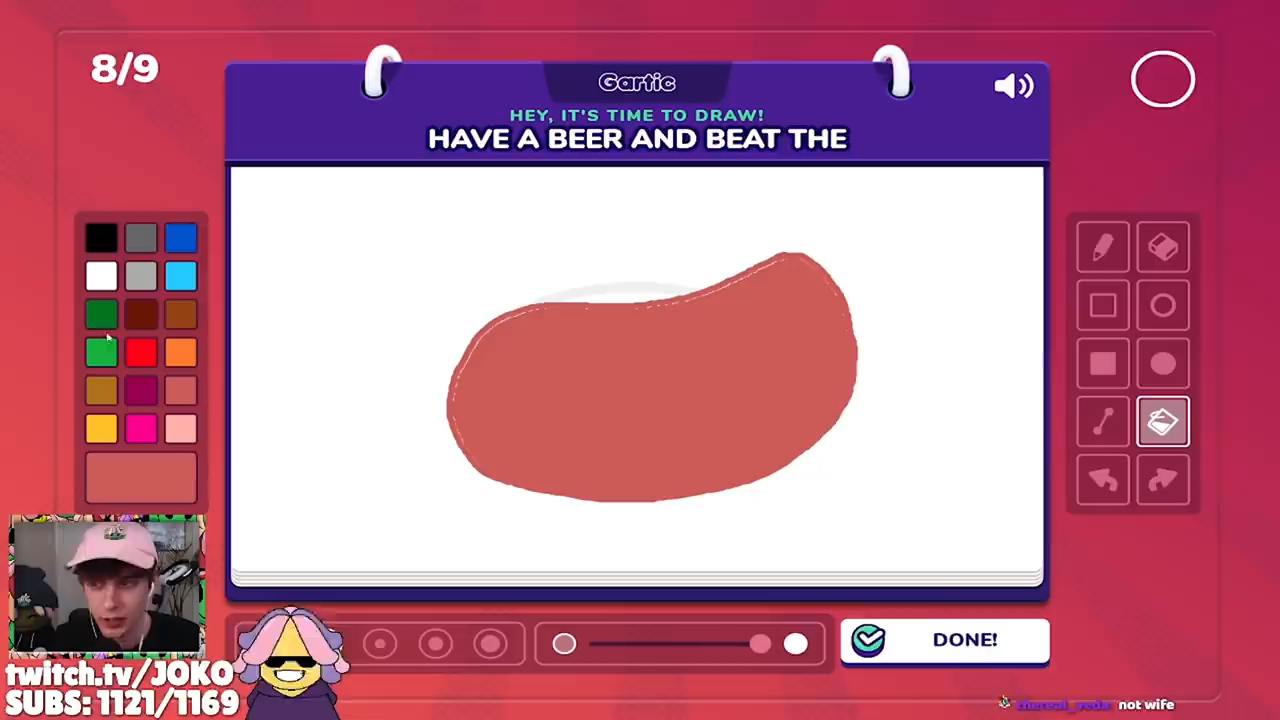 8/9
Gartic
HEY, IT'S TIME TO DRAW!
HAVE A BEER AND BEAT THE
DONE!
twitch.tv/JOKO
SUBS: 1121/1169
thereal_veda: not wife